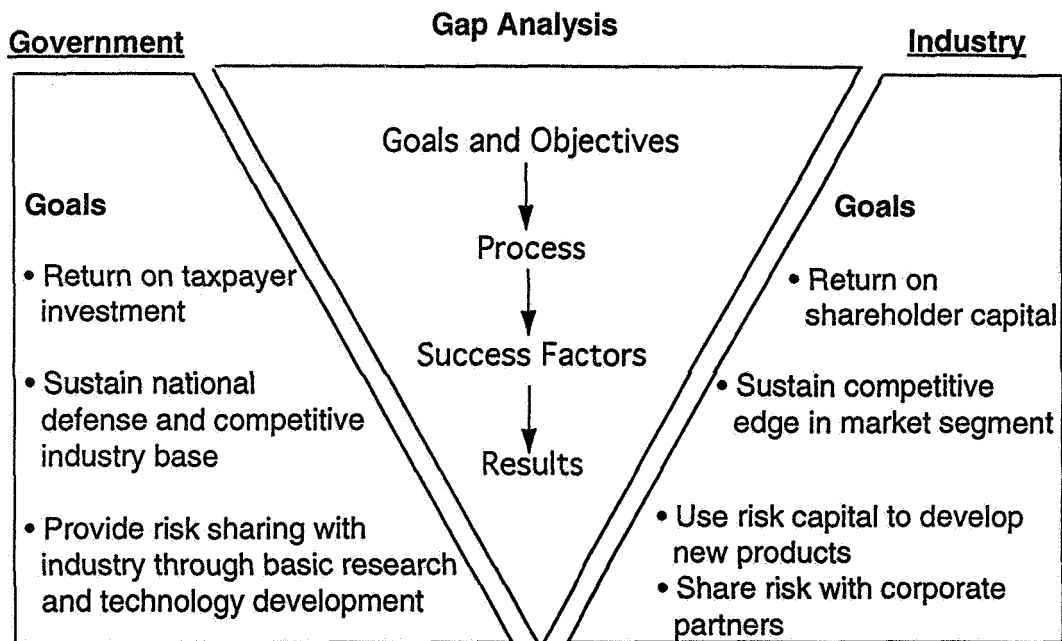 Gap Analysis
Government
Goals
• Return on taxpayer
investment
• Sustain national
defense and competitive
industry base
• Provide risk sharing with
industry through basic research
and technology development
Goals and Objectives
Process
Success Factors
Results
Industry
Goals
• Return on
shareholder capital
• Sustain competitive
edge in market segment
• Use risk capital to develop
new products
• Share risk with corporate
partners